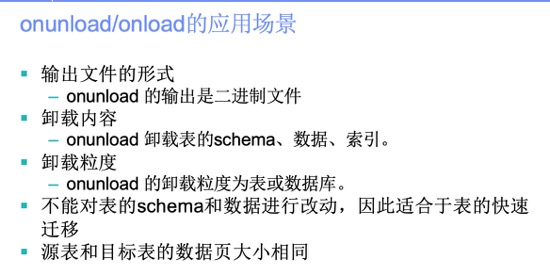 onunload/onload的应用场景
▪ 输出文件的形式
– onunload 的输出是二进制文件
▪ 卸载内容
– onunload 卸载表的schema、数据、索引。
▪ 卸载粒度
– onunload 的卸载粒度为表或数据库。
▪ 不能对表的schema和数据进行改动，因此适合于表的快速
迁移
▪ 源表和目标表的数据页大小相同